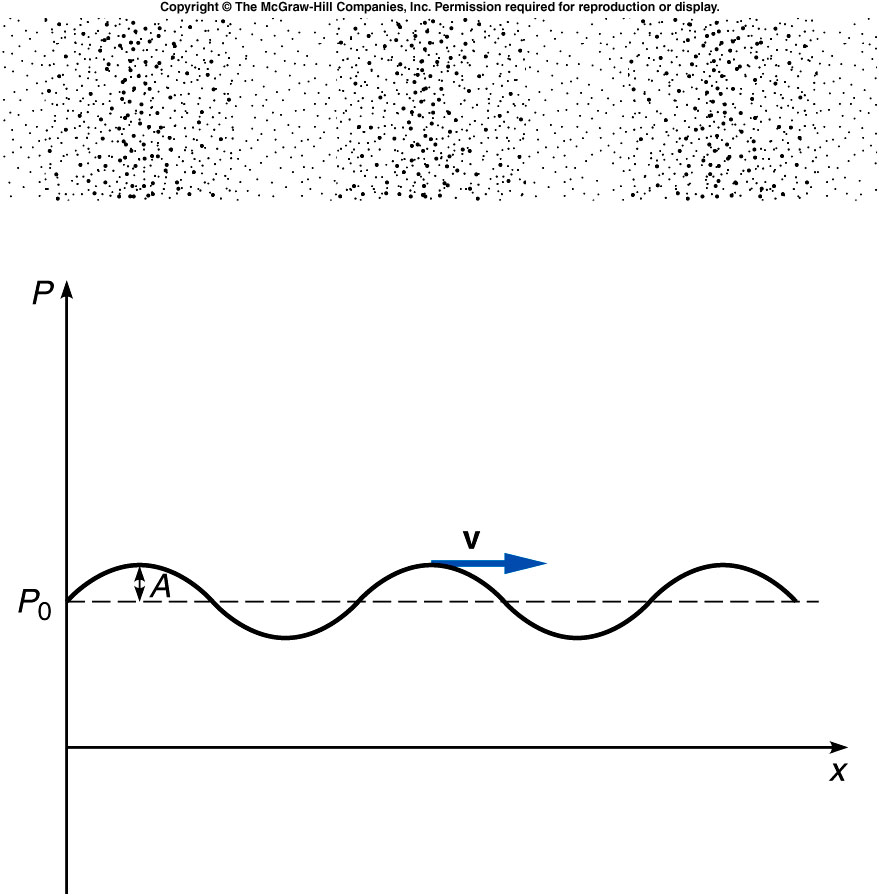 Copyright © The McGraw-Hill Companies, Inc. Permission required for reproduction or display.
P
v
A
P0
x